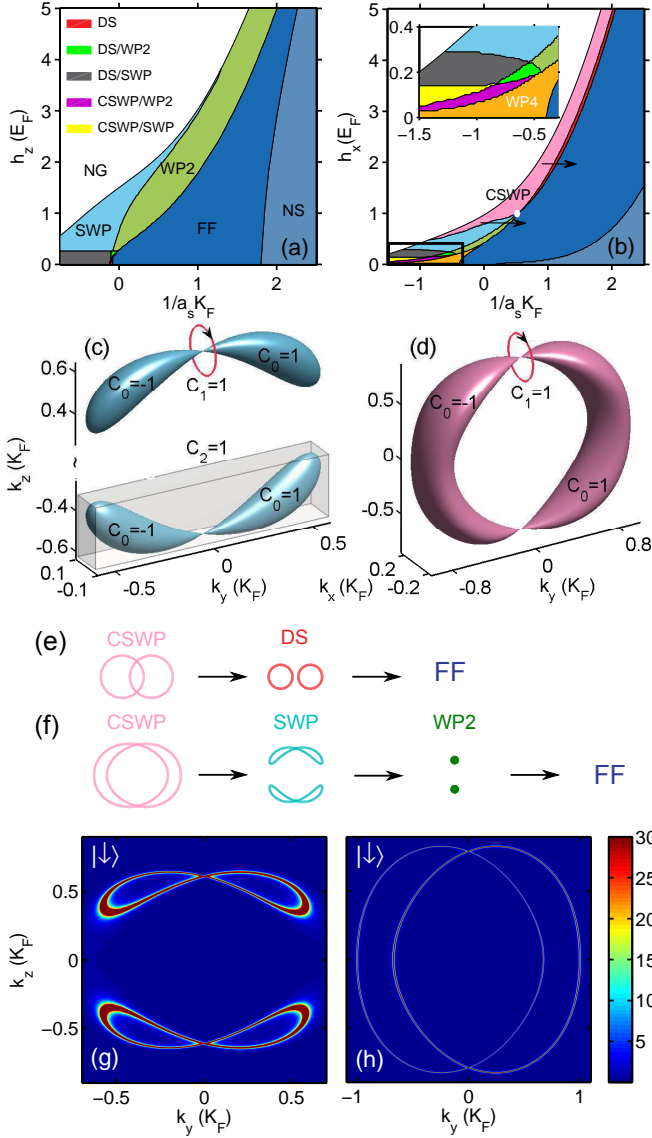 5
4
3
2
1
0
h_z(E_F)
DS
DS/WP2
DS/SWP
CSWP/WP2
CSWP/SWP
NG
SWP
WP2
FF
NS
(a)
0
1
2
1/a_sK_F
5
4
3
2
1
0
h_x(E_F)
0.4
0.2
0
WP4
−1.5
−1
−0.5
CSWP
(b)
−1
0
1
2
1/a_sK_F
(c)
0.6
0.4
≈
-0.4
-0.6
k_z (K_F)
C_0=-1
C_0=1
C_1=1
C_2=1
C_0=-1
C_0=1
0.1
-0.1
-0.5
0
0.5
k_y (K_F)
k_x (K_F)
(d)
0.5
0
-0.5
C_0=-1
C_1=1
C_0=1
0.2
-0.2
-0.8
0
0.8
k_y (K_F)
(e)
CSWP
DS
FF
(f)
CSWP
SWP
WP2
FF
|↓⟩
0.5
0
−0.5
k_z (K_F)
(g)
−0.5
0
0.5
k_y (K_F)
|↓⟩
(h)
−1
0
1
k_y (K_F)
30
25
20
15
10
5
0